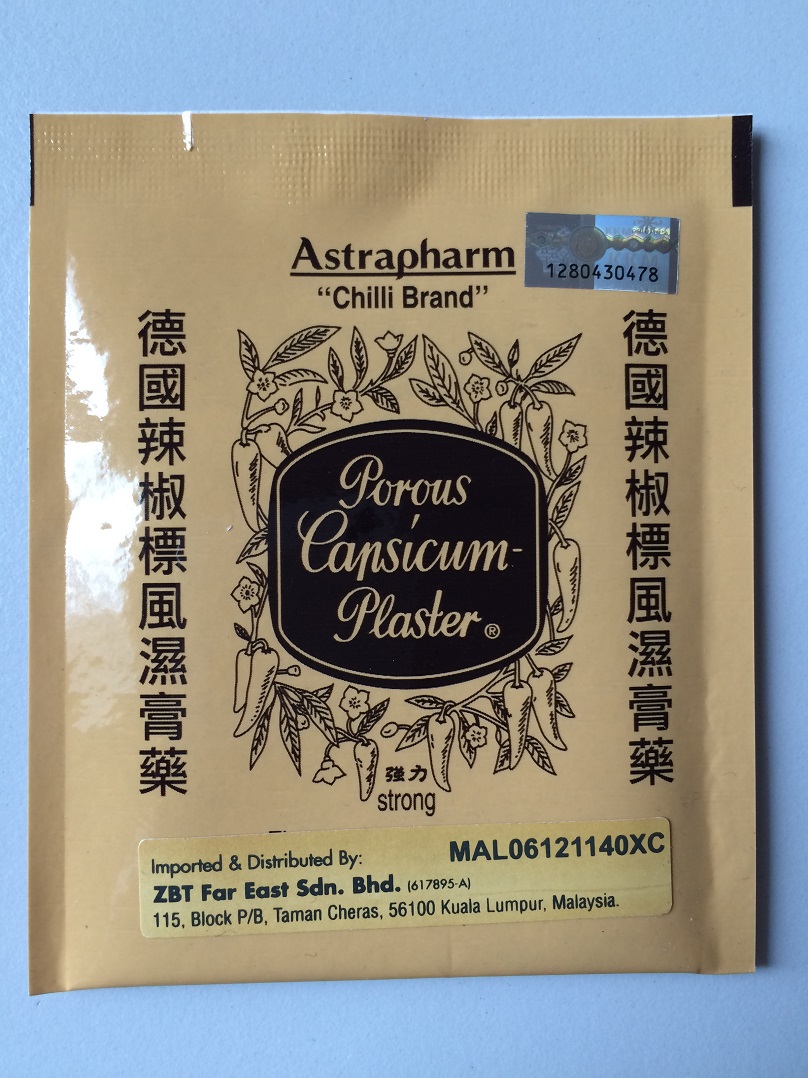 Astrapharm
1280430478
“Chilli Brand”
德國辣椒標風濕膏藥
德國辣椒標風濕膏藥
Porous
Capsicum-
Plaster ®
強力
strong
Imported & Distributed By:
MAL06121140XC
ZBT Far East Sdn. Bhd. (617895-A)
115, Block P/B, Taman Cheras, 56100 Kuala Lumpur, Malaysia.